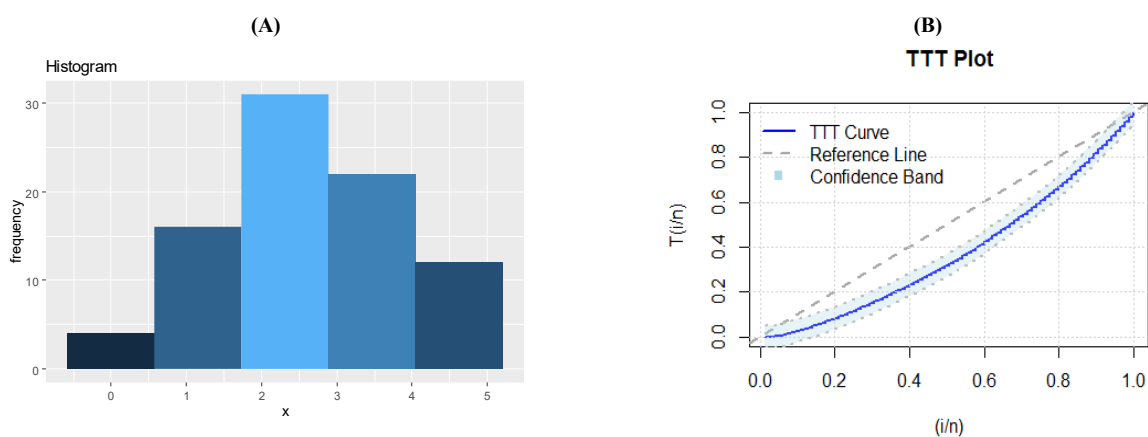 (A)
Histogram
frequency
30
20
10
0
0 1 2 3 4 5
x
(B)
TTT Plot
TTT Curve
Reference Line
Confidence Band
T(i/n)
1.0
0.8
0.6
0.4
0.2
0.0
0.0 0.2 0.4 0.6 0.8 1.0
(i/n)